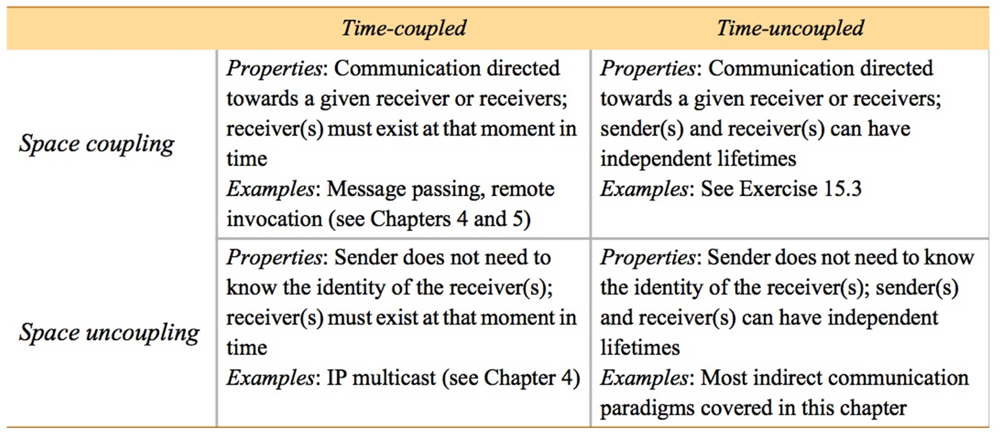 Time-coupled
Time-uncoupled
Space coupling
Properties: Communication directed
towards a given receiver or receivers;
receiver(s) must exist at that moment in
time
Examples: Message passing, remote
invocation (see Chapters 4 and 5)
Properties: Communication directed
towards a given receiver or receivers;
sender(s) and receiver(s) can have
independent lifetimes
Examples: See Exercise 15.3
Space uncoupling
Properties: Sender does not need to
know the identity of the receiver(s);
receiver(s) must exist at that moment in
time
Examples: IP multicast (see Chapter 4)
Properties: Sender does not need to know
the identity of the receiver(s); sender(s)
and receiver(s) can have independent
lifetimes
Examples: Most indirect communication
paradigms covered in this chapter